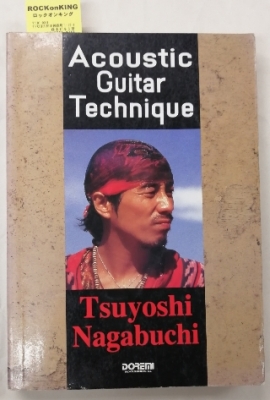 ROCKonKING
ロックオンキング
Acoustic
Guitar
Technique
Tsuyoshi
Nagabuchi
DOREMI